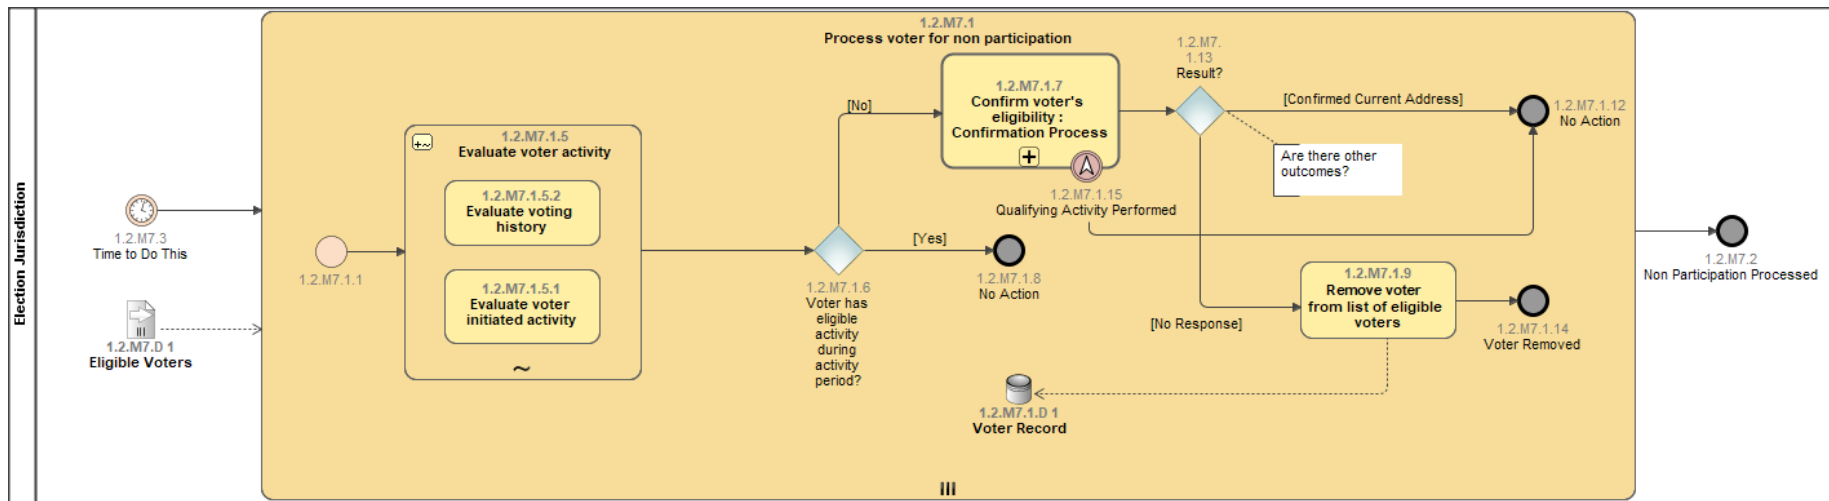 Election Jurisdiction
1.2.M7.3
Time to Do This
1.2.M7.D 1
Eligible Voters
1.2.M7.1
Process voter for non participation
1.2.M7.1.1
1.2.M7.1.5
Evaluate voter activity
1.2.M7.1.5.2
Evaluate voting
history
1.2.M7.1.5.1
Evaluate voter
initiated activity
1.2.M7.1.6
Voter has
eligible
activity
during
activity
period?
[No]
[Yes]
1.2.M7.1.8
No Action
1.2.M7.1.7
Confirm voter's
eligibility :
Confirmation Process
1.2.M7.1.15
Qualifying Activity Performed
1.2.M7.
1.13
Result?
[Confirmed Current Address]
Are there other
outcomes?
1.2.M7.1.12
No Action
[No Response]
1.2.M7.1.9
Remove voter
from list of eligible
voters
1.2.M7.1.14
Voter Removed
1.2.M7.1.D 1
Voter Record
1.2.M7.2
Non Participation Processed